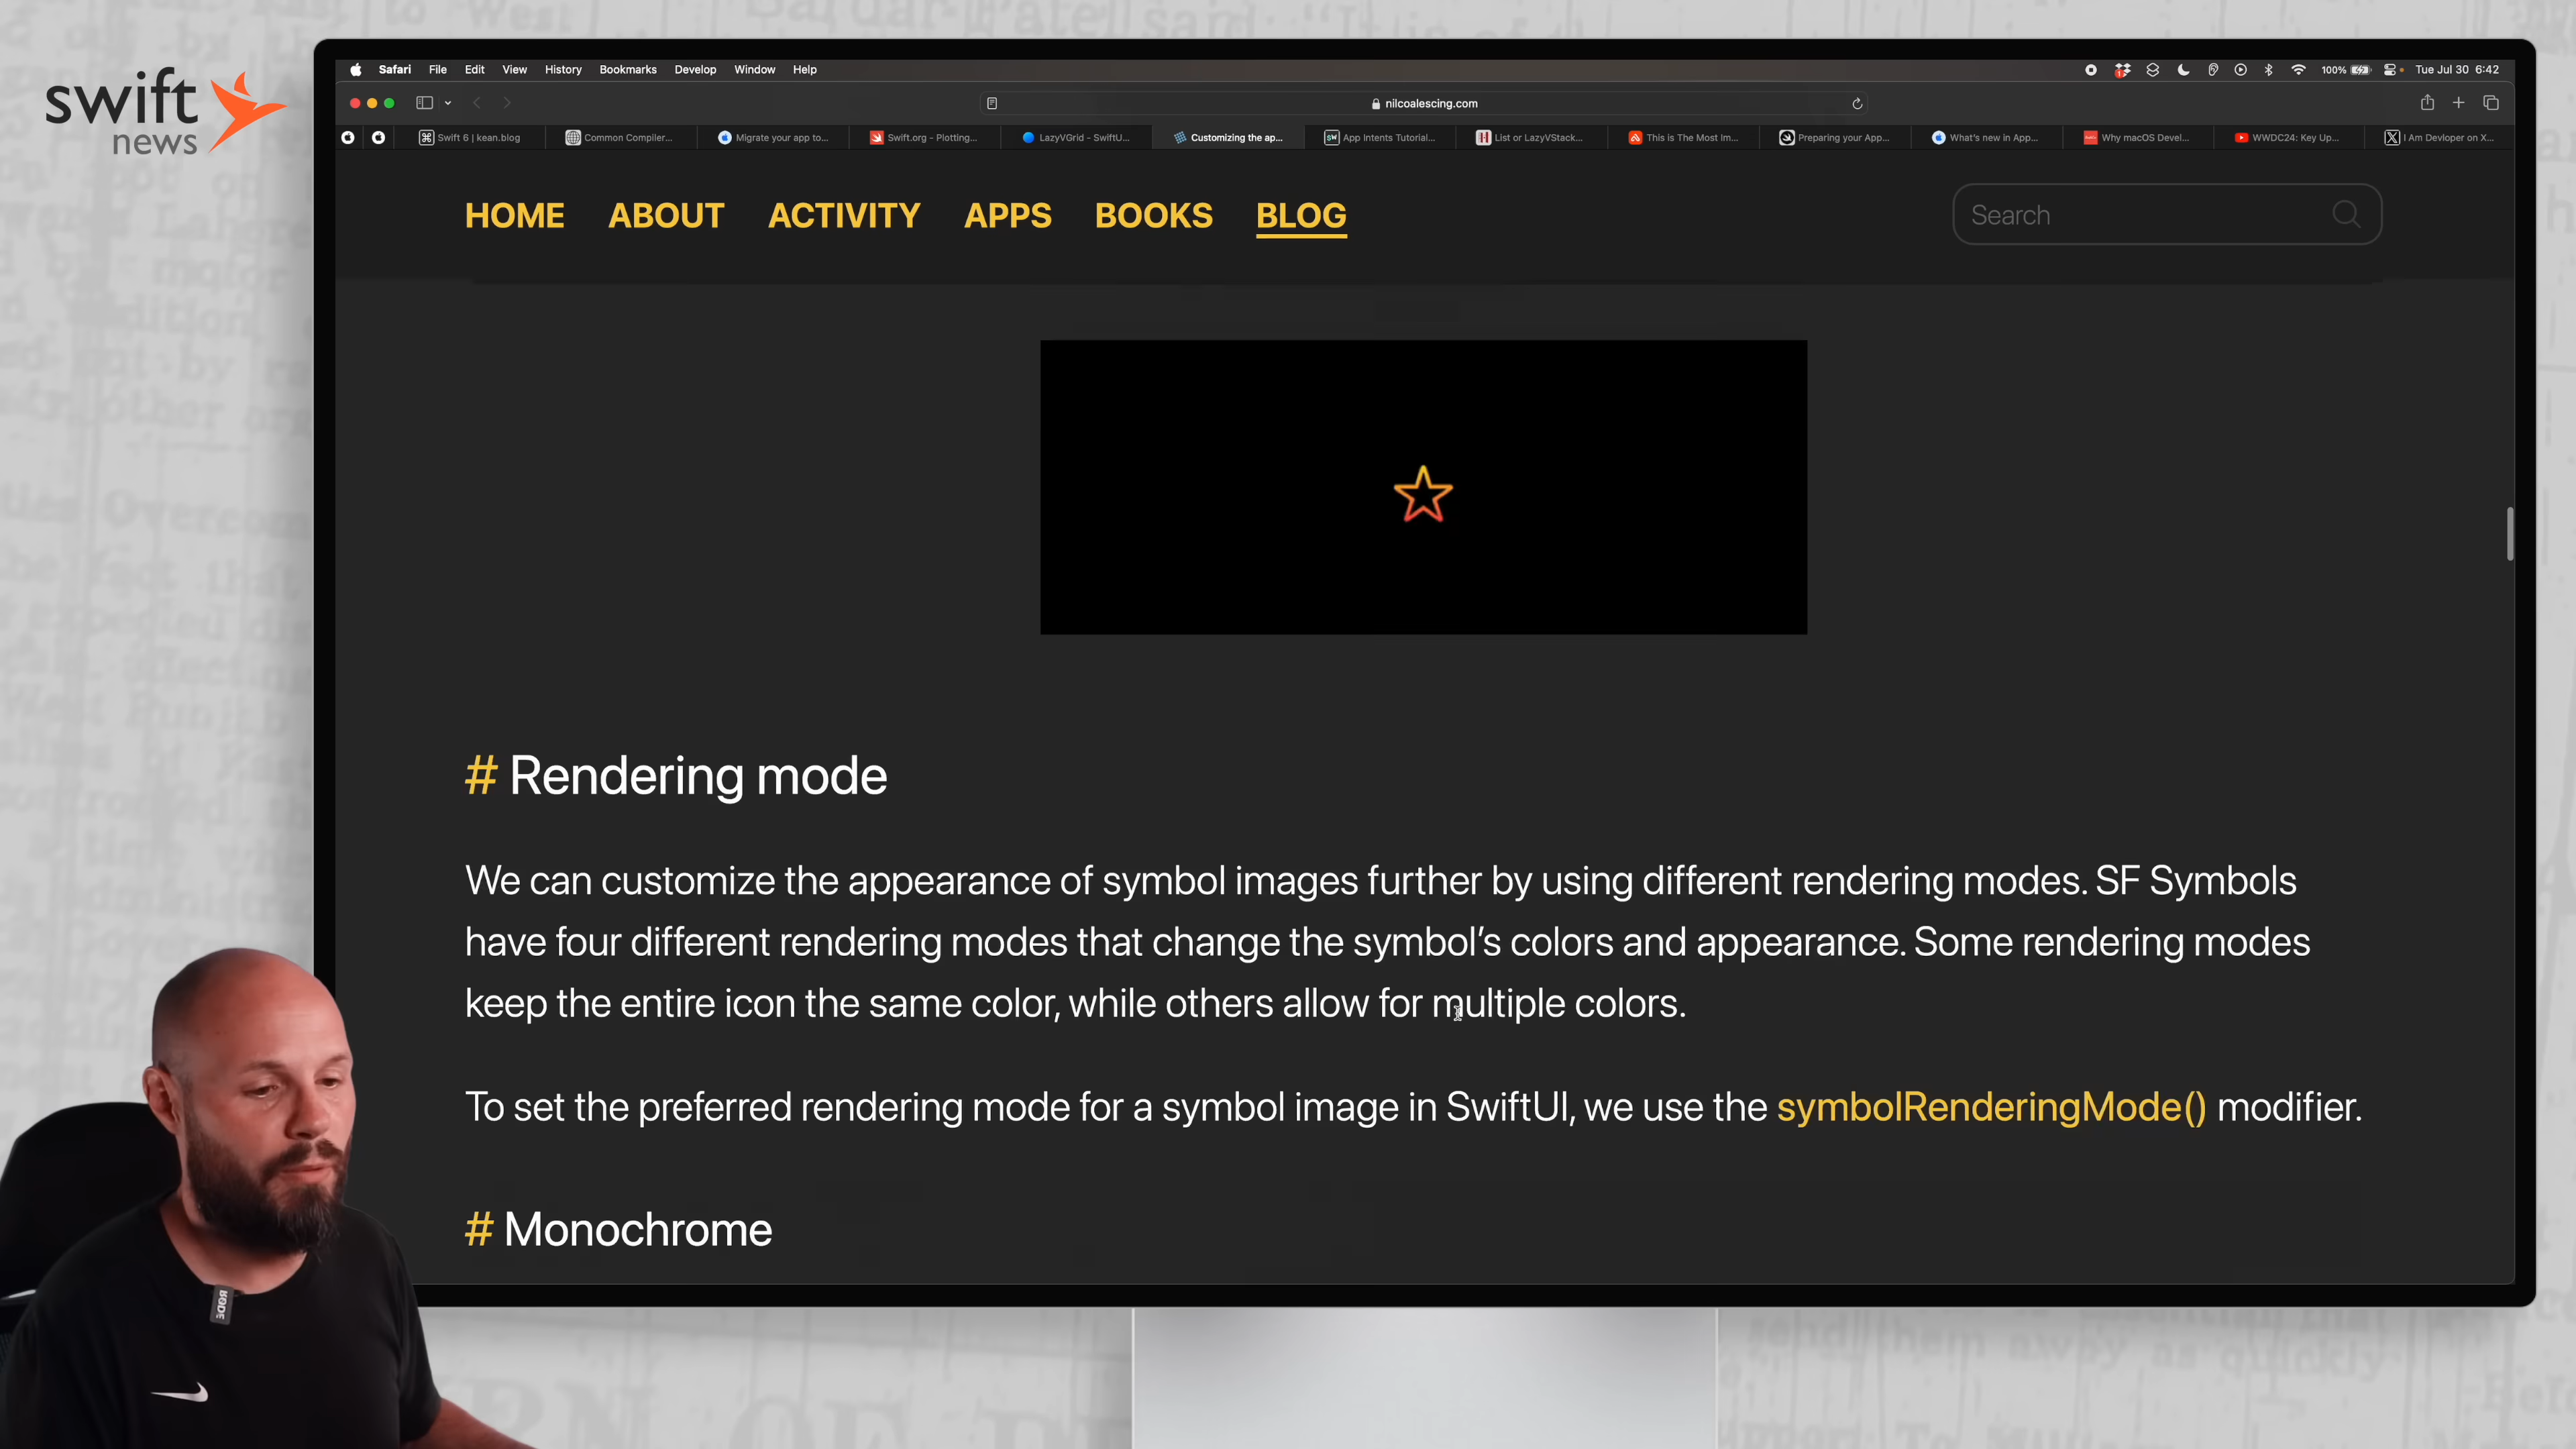 swift
news
Safari File Edit View History Bookmarks Develop Window Help
100% Tue Jul 30 6:42
nilcoalescing.com
Swift 6 | kean.blog
Common Compiler...
Migrate your app to...
Swift.org - Plotting...
LazyVGrid - SwiftU...
Customizing the ap...
App Intents Tutorial...
List or LazyVStack...
This is The Most Im...
Preparing your App...
What's new in App...
Why macOS Devel...
WWDC24: Key Up...
I Am Devloper on X...
HOME ABOUT ACTIVITY APPS BOOKS BLOG
Search
# Rendering mode
We can customize the appearance of symbol images further by using different rendering modes. SF Symbols
have four different rendering modes that change the symbol's colors and appearance. Some rendering modes
keep the entire icon the same color, while others allow for multiple colors.
To set the preferred rendering mode for a symbol image in SwiftUI, we use the symbolRenderingMode() modifier.
# Monochrome
RODE